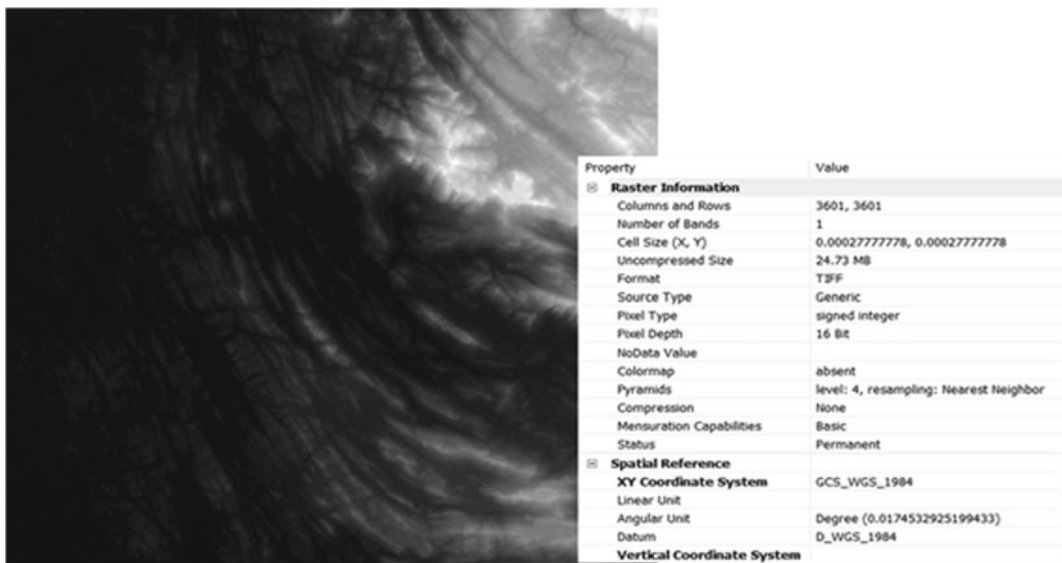 Property Value
Raster Information
Columns and Rows 3601, 3601
Number of Bands 1
Cell Size (X, Y) 0.00027777778, 0.00027777778
Uncompressed Size 24.73 MB
Format TIFF
Source Type Generic
Pixel Type signed integer
Pixel Depth 16 Bit
NoData Value
Colormap absent
Pyramids level: 4, resampling: Nearest Neighbor
Compression None
Mensuration Capabilities Basic
Status Permanent
Spatial Reference
XY Coordinate System GCS_WGS_1984
Linear Unit
Angular Unit Degree (0.0174532925199433)
Datum D_WGS_1984
Vertical Coordinate System